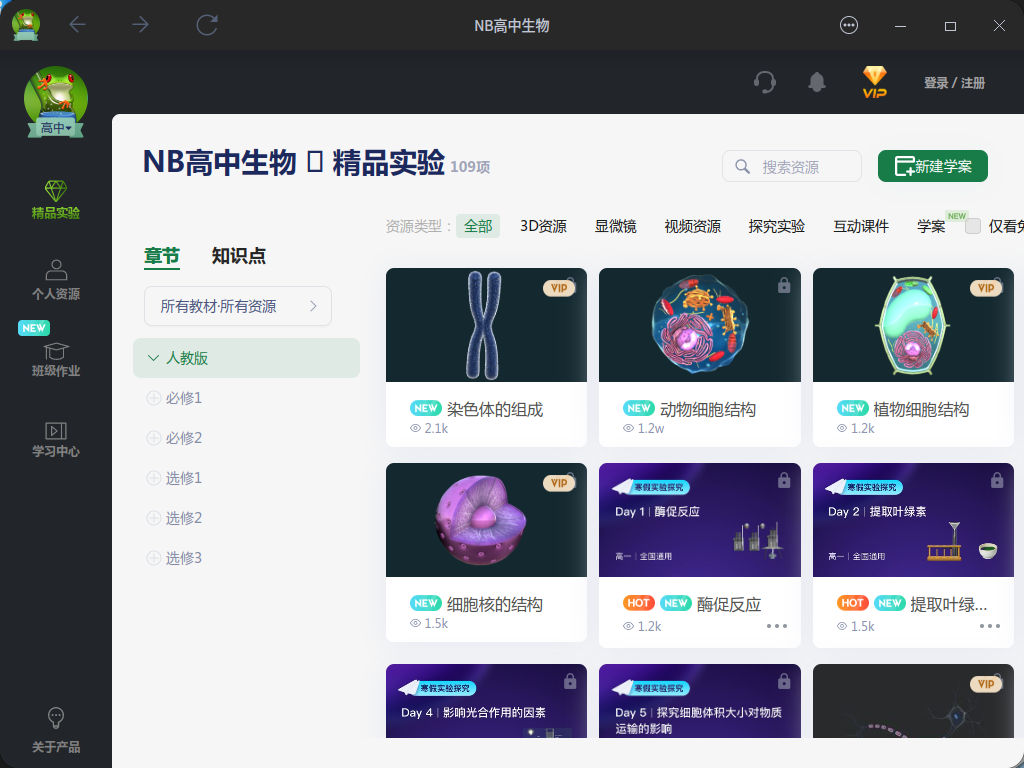 NB高中生物
高中
VIP
登录 / 注册
精品实验
个人资源
NEW
班级作业
学习中心
关于产品
NB高中生物 精品实验 109项
搜索资源
新建学案
资源类型： 全部 3D资源 显微镜 视频资源 探究实验 互动课件 学案 NEW 仅看免
章节 知识点
所有教材·所有资源
人教版
必修1
必修2
选修1
选修2
选修3
VIP
NEW 染色体的组成
2.1k
NEW 动物细胞结构
1.2w
VIP
NEW 植物细胞结构
1.2k
VIP
NEW 细胞核的结构
1.5k
寒假实验探究
Day 1 | 酶促反应
高一 | 全国通用
HOT NEW 酶促反应
1.2k
寒假实验探究
Day 2 | 提取叶绿素
高一 | 全国通用
HOT NEW 提取叶绿...
1.5k
寒假实验探究
Day 4 | 影响光合作用的因素
寒假实验探究
Day 5 | 探究细胞体积大小对物质
运输的影响
VIP